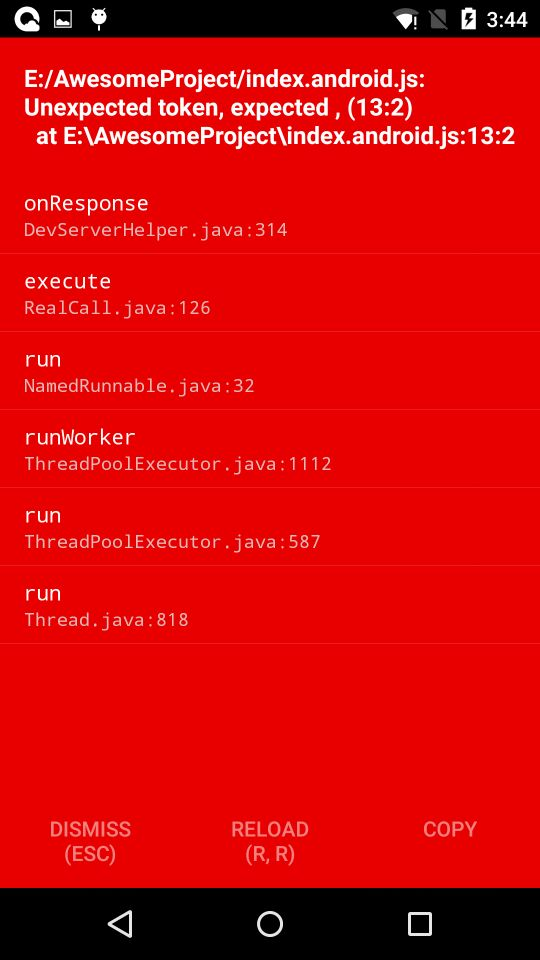 3:44
E:/AwesomeProject/index.android.js:
Unexpected token, expected , (13:2)
at E:\AwesomeProject\index.android.js:13:2
onResponse
DevServerHelper.java:314
execute
RealCall.java:126
run
NamedRunnable.java:32
runWorker
ThreadPoolExecutor.java:1112
run
ThreadPoolExecutor.java:587
run
Thread.java:818
DISMISS
(ESC)
RELOAD
(R, R)
COPY